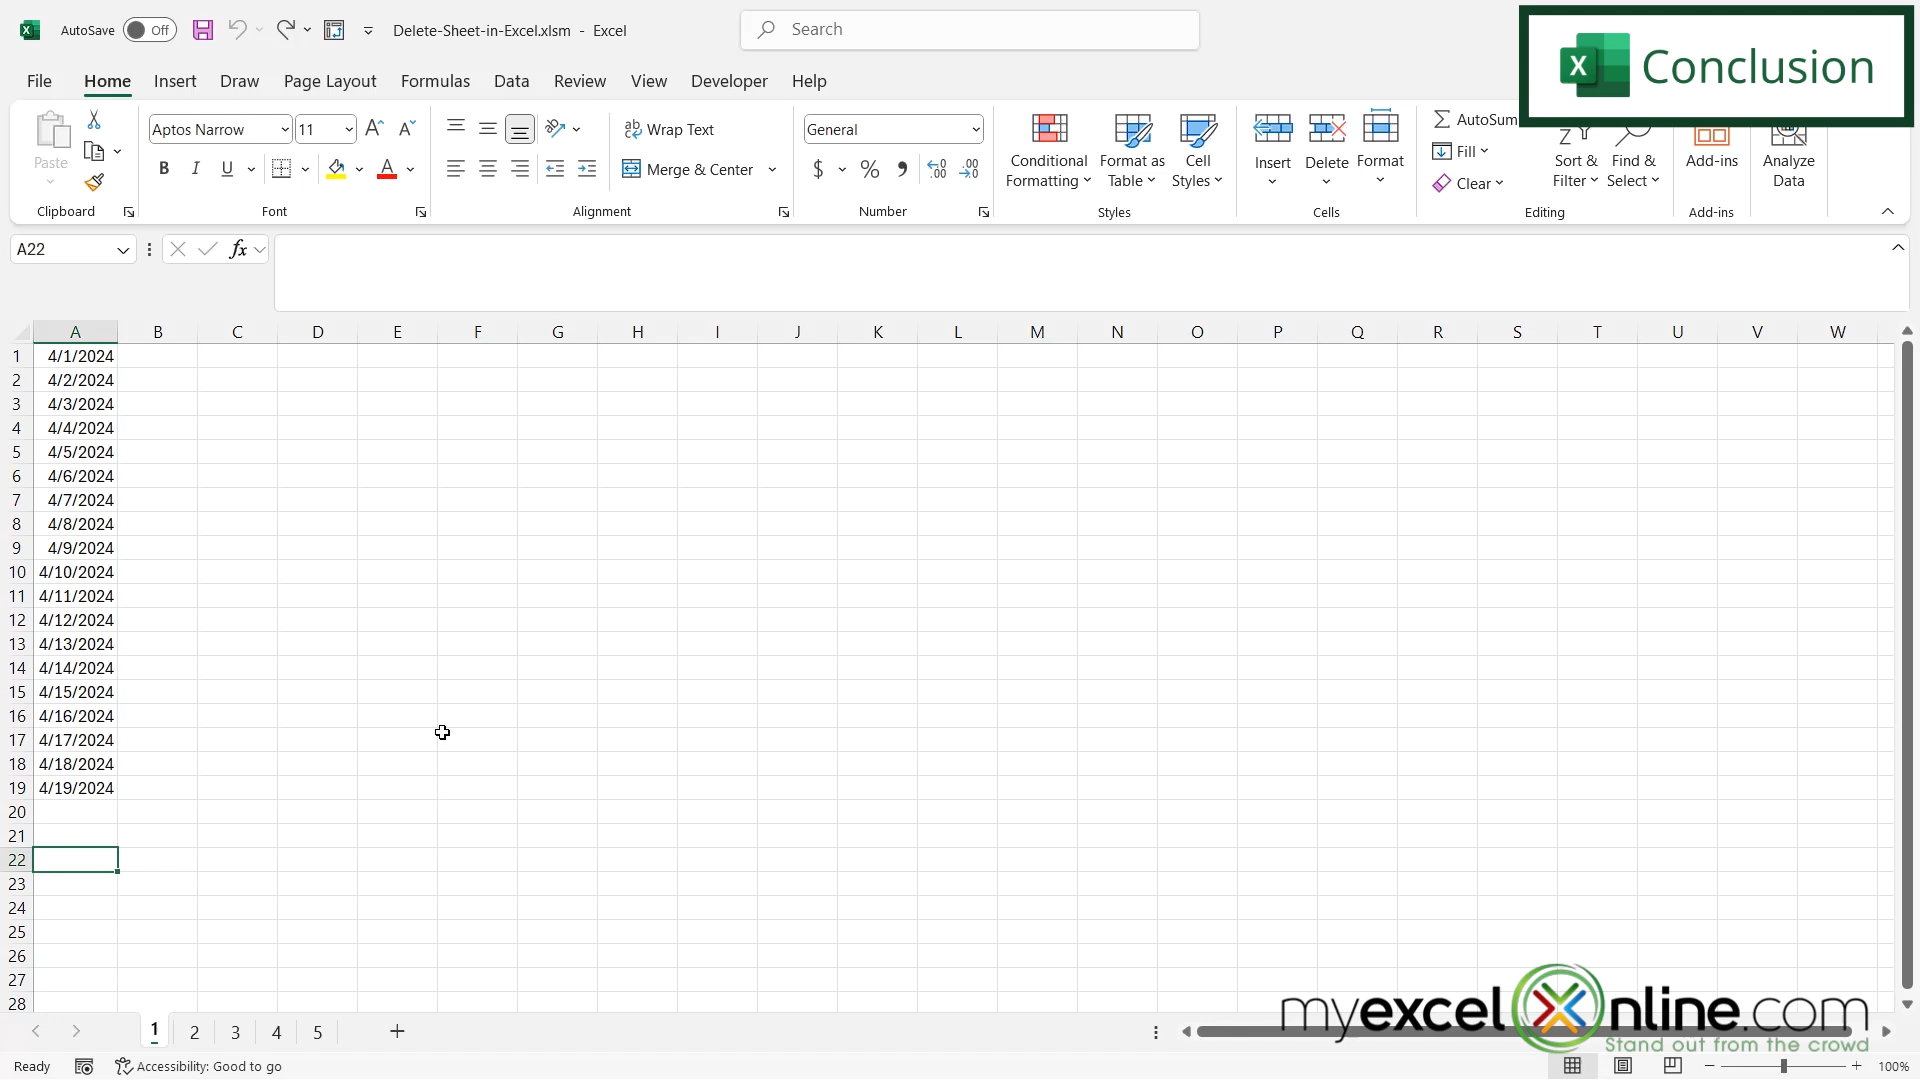 AutoSave Off Delete-Sheet-in-Excel.xlsm - Excel Search
Conclusion
File Home Insert Draw Page Layout Formulas Data Review View Developer Help
Paste Aptos Narrow 11 Wrap Text General Conditional Formatting Format as Table Cell Styles Insert Delete Format AutoSum Fill Clear Sort & Filter Find & Select Add-ins Analyze Data
B I U Merge & Center $ %
Clipboard Font Alignment Number Styles Cells Editing Add-ins
A22 fx
A B C D E F G H I J K L M N O P Q R S T U V W
1 4/1/2024
2 4/2/2024
3 4/3/2024
4 4/4/2024
5 4/5/2024
6 4/6/2024
7 4/7/2024
8 4/8/2024
9 4/9/2024
10 4/10/2024
11 4/11/2024
12 4/12/2024
13 4/13/2024
14 4/14/2024
15 4/15/2024
16 4/16/2024
17 4/17/2024
18 4/18/2024
19 4/19/2024
20
21
22
23
24
25
26
27
28
myexcelonline.com
Stand out from the crowd
1 2 3 4 5 +
Ready Accessibility: Good to go 100%